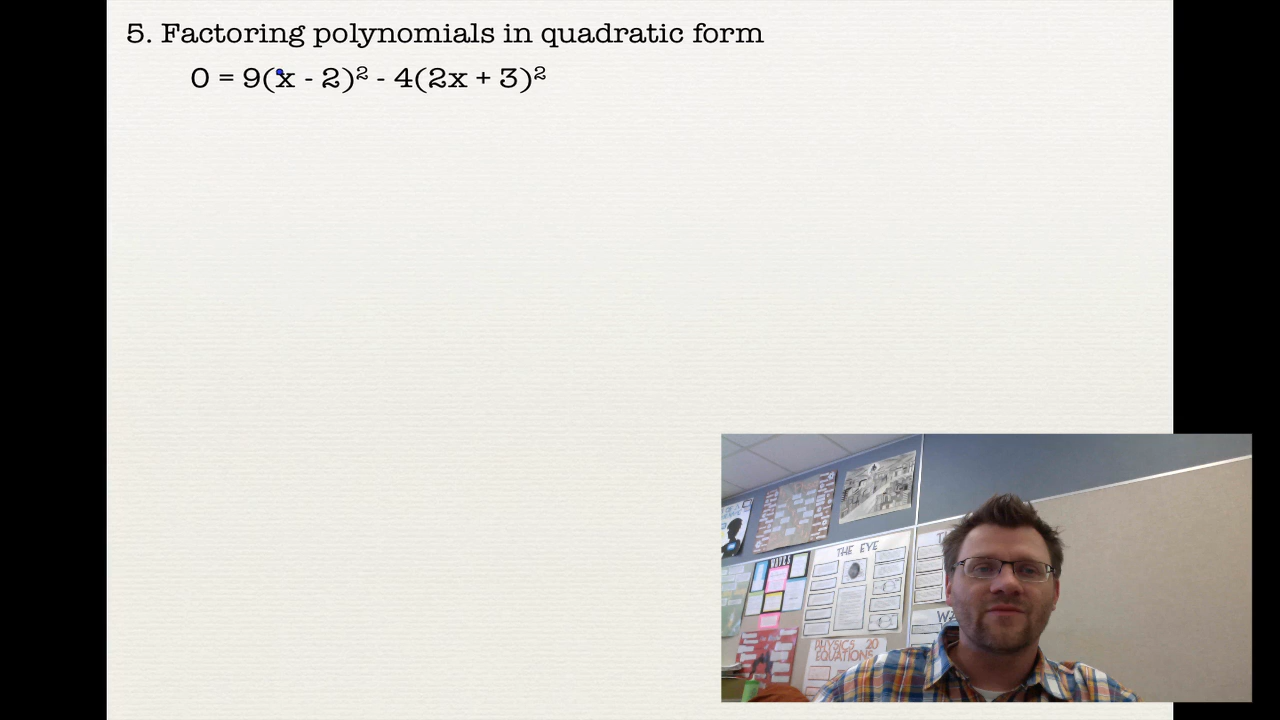 5. Factoring polynomials in quadratic form
0 = 9(x - 2)² - 4(2x + 3)²
THE EYE
WAVES
PHYSICS 20
EQUATIONS